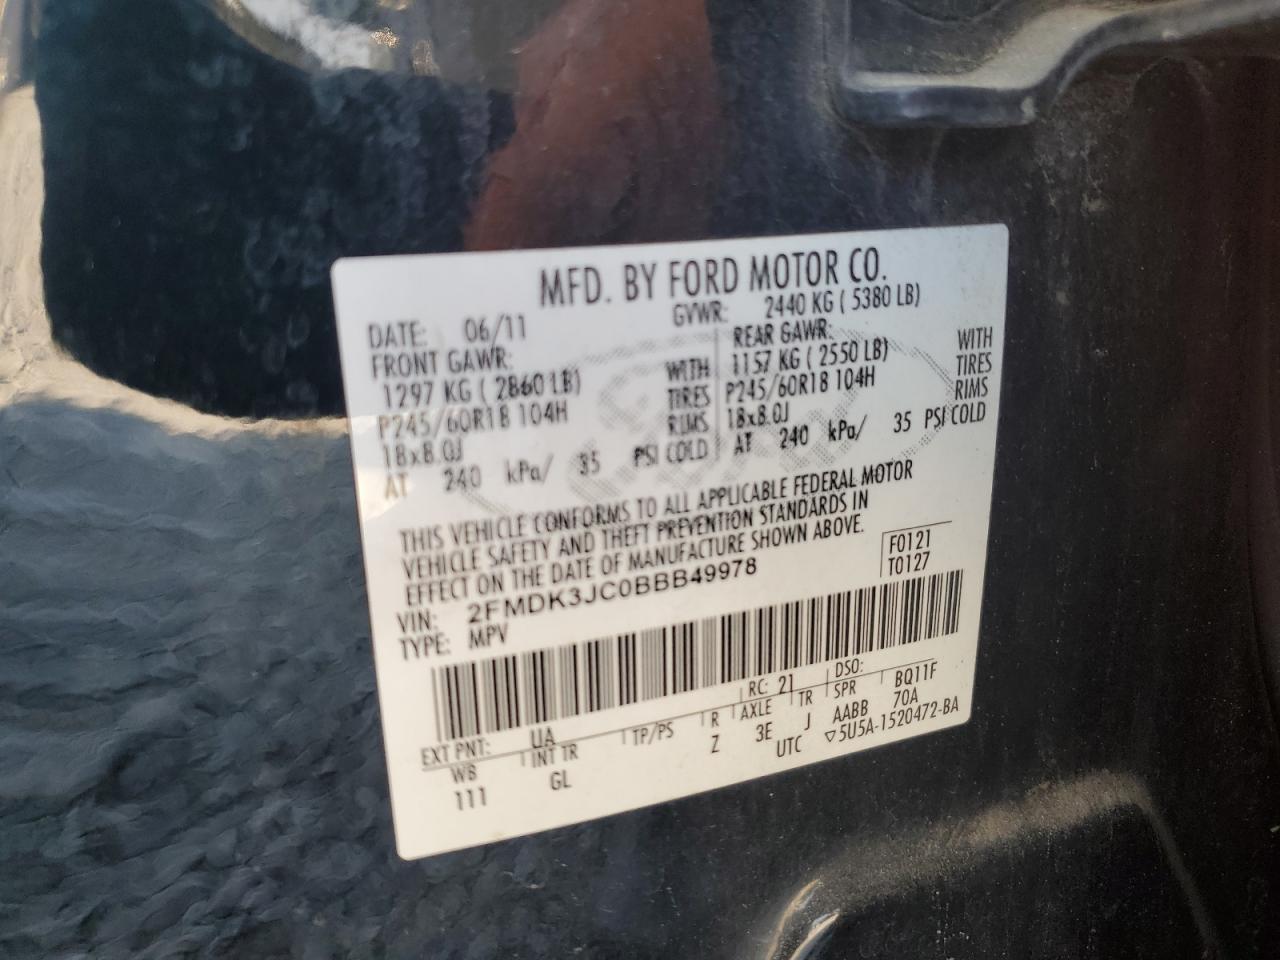 MFD. BY FORD MOTOR CO.
DATE: 06/11 GVWR: 2440 KG ( 5380 LB)
FRONT GAWR: REAR GAWR:
1297 KG ( 2860 LB) WITH 1157 KG ( 2550 LB) WITH
P245/60R18 104H TIRES P245/60R18 104H TIRES
18x8.0J RIMS 18x8.0J RIMS
AT 240 kPa/ 35 PSI COLD AT 240 kPa/ 35 PSI COLD
THIS VEHICLE CONFORMS TO ALL APPLICABLE FEDERAL MOTOR
VEHICLE SAFETY AND THEFT PREVENTION STANDARDS IN
EFFECT ON THE DATE OF MANUFACTURE SHOWN ABOVE.
F0121
T0127
VIN: 2FMDK3JC0BBB49978
TYPE: MPV
EXT PNT: UA RC: 21 DSO:
WB INT TR TP/PS R AXLE TR SPR BQ11F
111 GL Z 3E J AABB 70A
UTC ▽5U5A-1520472-BA
Ford